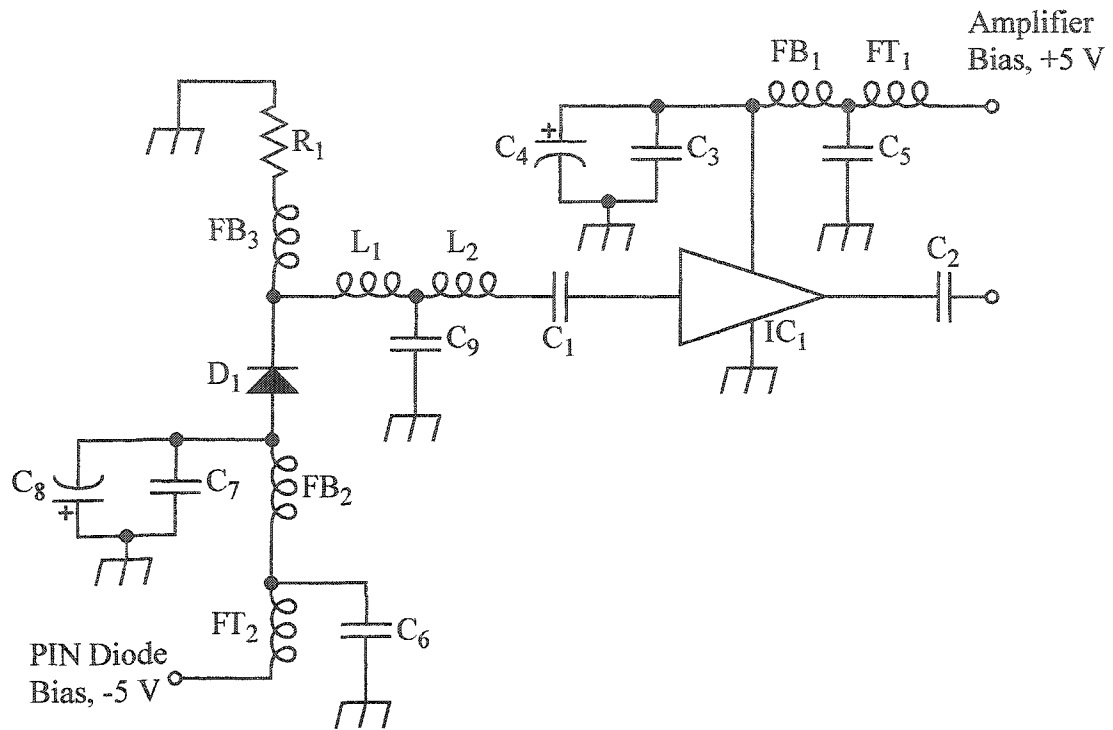 Amplifier
Bias, +5 V
FB₁
FT₁
R₁
C₄
+
C₃
C₅
FB₃
L₁
L₂
C₂
C₁
IC₁
C₉
D₁
C₈
+
C₇
FB₂
FT₂
C₆
PIN Diode
Bias, -5 V